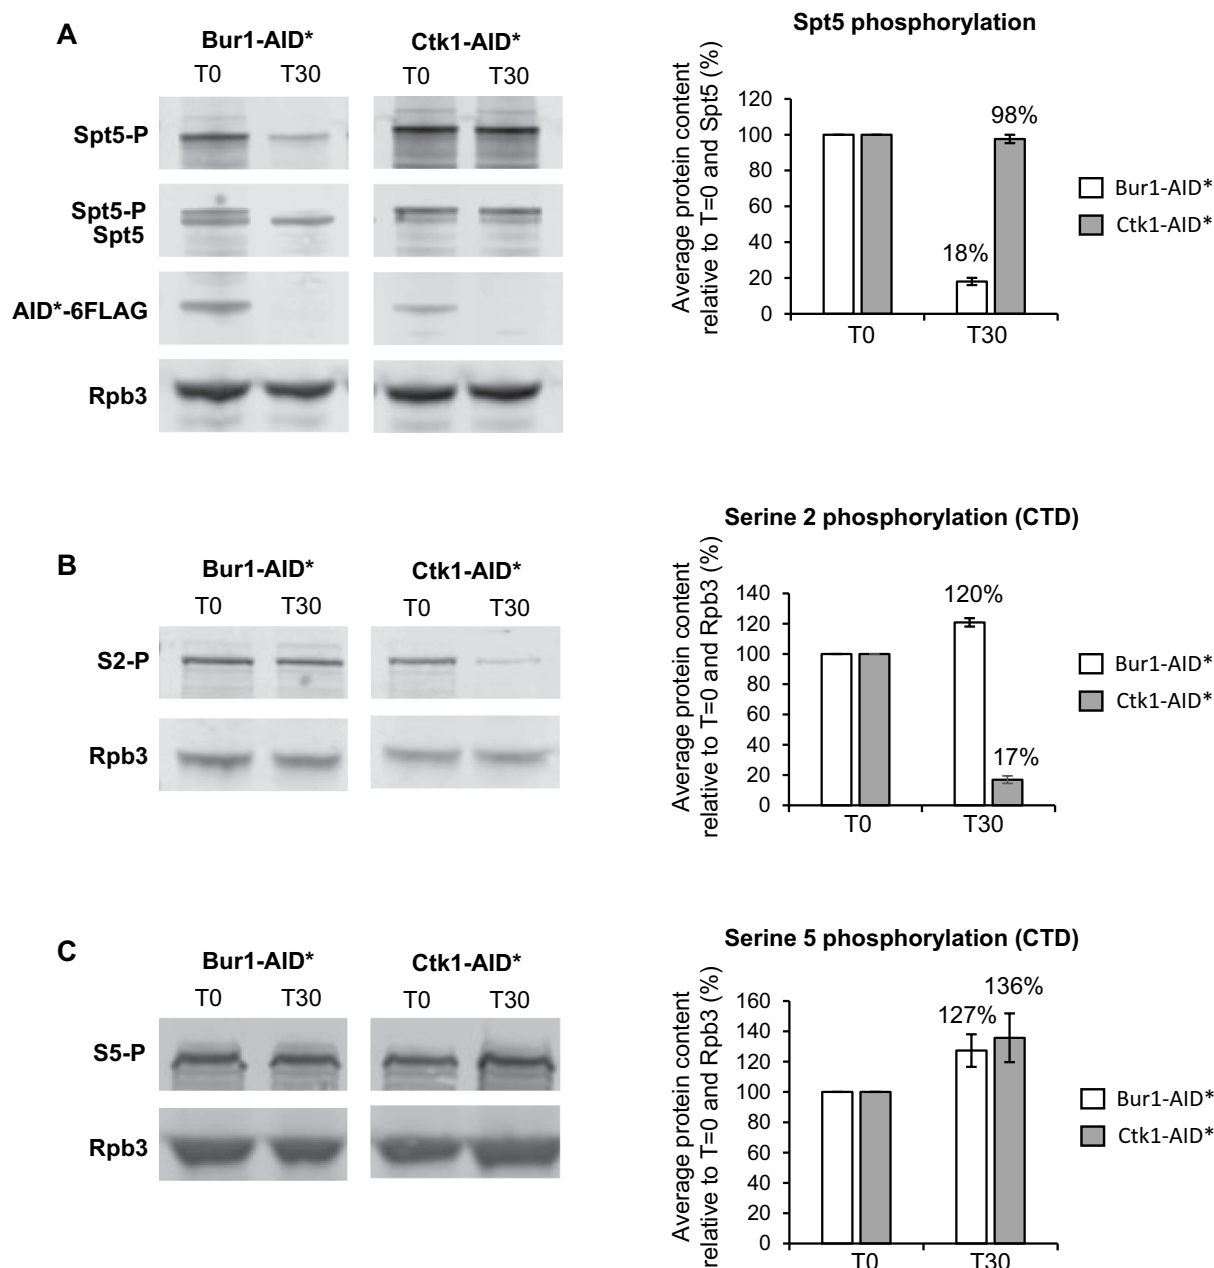 A
Bur1-AID*
Ctk1-AID*
T0
T30
T0
T30
Spt5-P
Spt5-P
Spt5
AID*-6FLAG
Rpb3
Spt5 phosphorylation
Average protein content
relative to T=0 and Spt5 (%)
120
100
80
60
40
20
0
98%
18%
T0
T30
Bur1-AID*
Ctk1-AID*
B
Bur1-AID*
Ctk1-AID*
T0
T30
T0
T30
S2-P
Rpb3
Serine 2 phosphorylation (CTD)
Average protein content
relative to T=0 and Rpb3 (%)
140
120
100
80
60
40
20
0
120%
17%
T0
T30
Bur1-AID*
Ctk1-AID*
C
Bur1-AID*
Ctk1-AID*
T0
T30
T0
T30
S5-P
Rpb3
Serine 5 phosphorylation (CTD)
Average protein content
relative to T=0 and Rpb3 (%)
160
140
120
100
80
60
40
20
0
127%
136%
T0
T30
Bur1-AID*
Ctk1-AID*